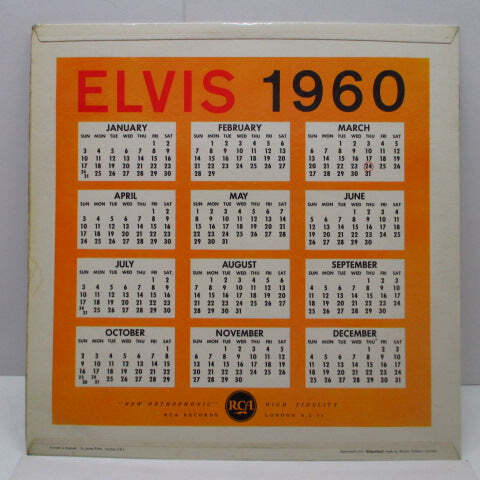 ELVIS 1960
JANUARY
SUN MON TUE WED THU FRI SAT
1 2
3 4 5 6 7 8 9
10 11 12 13 14 15 16
17 18 19 20 21 22 23
24/31 25 26 27 28 29 30
FEBRUARY
SUN MON TUE WED THU FRI SAT
1 2 3 4 5 6
7 8 9 10 11 12 13
14 15 16 17 18 19 20
21 22 23 24 25 26 27
28 29
MARCH
SUN MON TUE WED THU FRI SAT
1 2 3 4 5
6 7 8 9 10 11 12
13 14 15 16 17 18 19
20 21 22 23 24 25 26
27 28 29 30 31
APRIL
SUN MON TUE WED THU FRI SAT
1 2
3 4 5 6 7 8 9
10 11 12 13 14 15 16
17 18 19 20 21 22 23
24 25 26 27 28 29 30
MAY
SUN MON TUE WED THU FRI SAT
1 2 3 4 5 6 7
8 9 10 11 12 13 14
15 16 17 18 19 20 21
22 23 24 25 26 27 28
29 30 31
JUNE
SUN MON TUE WED THU FRI SAT
1 2 3 4
5 6 7 8 9 10 11
12 13 14 15 16 17 18
19 20 21 22 23 24 25
26 27 28 29 30
JULY
SUN MON TUE WED THU FRI SAT
1 2
3 4 5 6 7 8 9
10 11 12 13 14 15 16
17 18 19 20 21 22 23
24/31 25 26 27 28 29 30
AUGUST
SUN MON TUE WED THU FRI SAT
1 2 3 4 5 6
7 8 9 10 11 12 13
14 15 16 17 18 19 20
21 22 23 24 25 26 27
28 29 30 31
SEPTEMBER
SUN MON TUE WED THU FRI SAT
1 2 3
4 5 6 7 8 9 10
11 12 13 14 15 16 17
18 19 20 21 22 23 24
25 26 27 28 29 30
OCTOBER
SUN MON TUE WED THU FRI SAT
1
2 3 4 5 6 7 8
9 10 11 12 13 14 15
16 17 18 19 20 21 22
23/30 24/31 25 26 27 28 29
NOVEMBER
SUN MON TUE WED THU FRI SAT
1 2 3 4 5
6 7 8 9 10 11 12
13 14 15 16 17 18 19
20 21 22 23 24 25 26
27 28 29 30
DECEMBER
SUN MON TUE WED THU FRI SAT
1 2 3
4 5 6 7 8 9 10
11 12 13 14 15 16 17
18 19 20 21 22 23 24
25 26 27 28 29 30 31
"NEW ORTHOPHONIC" RCA HIGH FIDELITY
RCA RECORDS LONDON